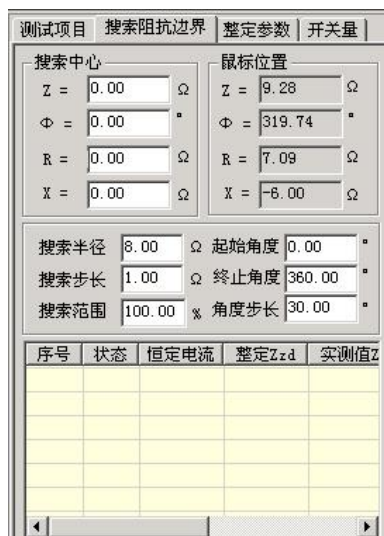 测试项目 搜索阻抗边界 整定参数 开关量
搜索中心 鼠标位置
Z = 0.00 Ω Z = 9.28 Ω
Φ = 0.00 ° Φ = 319.74 °
R = 0.00 Ω R = 7.09 Ω
X = 0.00 Ω X = -6.00 Ω
搜索半径 8.00 Ω 起始角度 0.00 °
搜索步长 1.00 Ω 终止角度 360.00 °
搜索范围 100.00 % 角度步长 30.00 °
序号 状态 恒定电流 整定Zzd 实测值Z